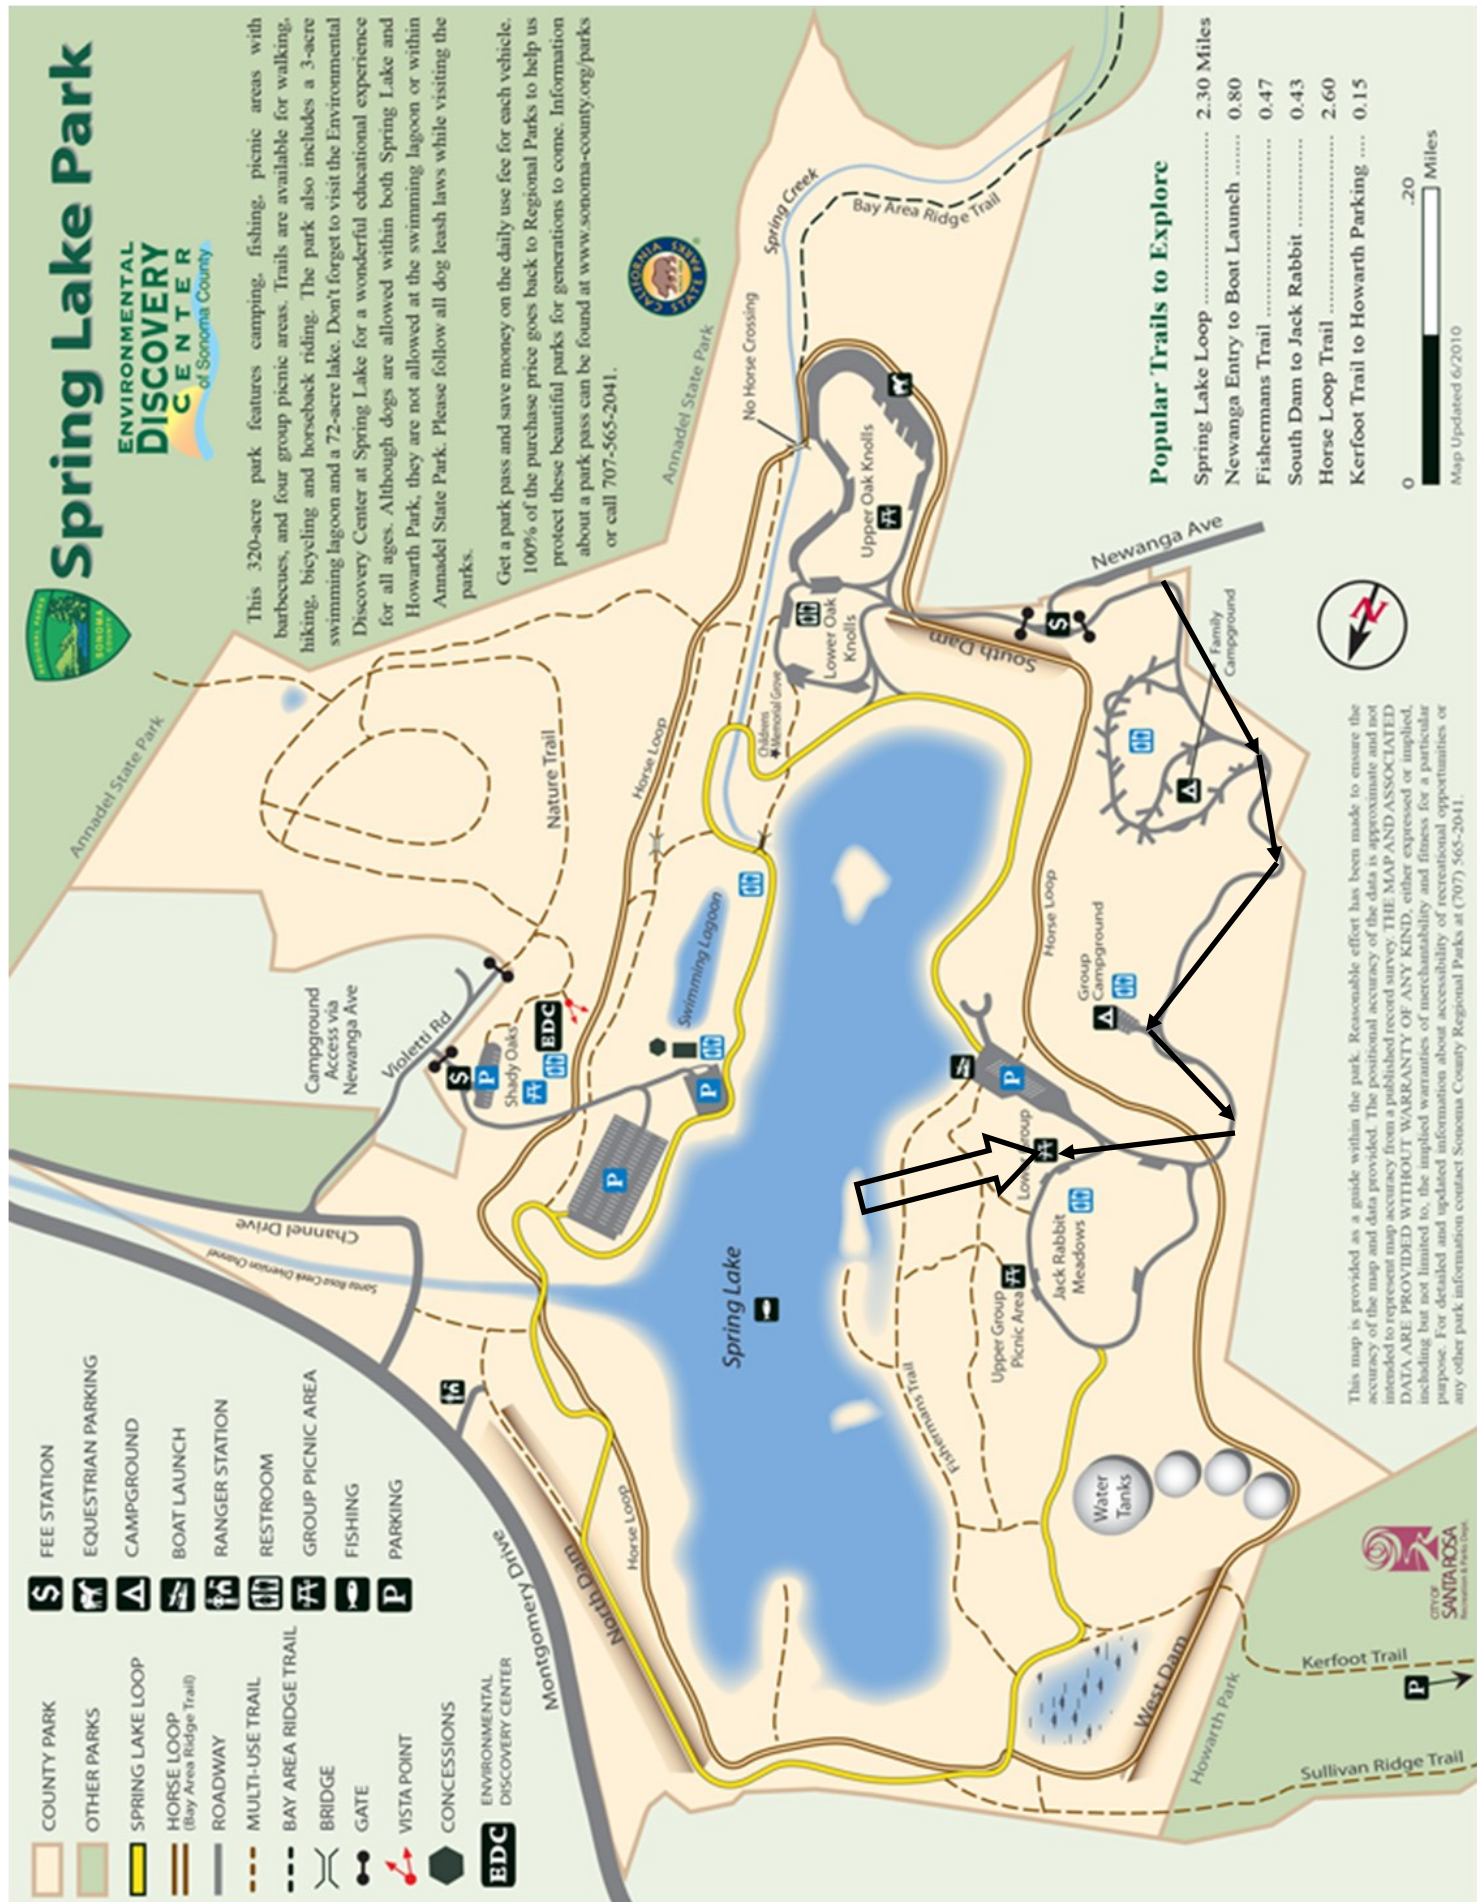 Spring Lake Park
REGIONAL PARKS
SONOMA COUNTY
ENVIRONMENTAL
DISCOVERY
CENTER
of Sonoma County
This 320-acre park features camping, fishing, picnic areas with
barbecues, and four group picnic areas. Trails are available for walking,
hiking, bicycling and horseback riding. The park also includes a 3-acre
swimming lagoon and a 72-acre lake. Don't forget to visit the Environmental
Discovery Center at Spring Lake for a wonderful educational experience
for all ages. Although dogs are allowed within both Spring Lake and
Howarth Park, they are not allowed at the swimming lagoon or within
Annadel State Park. Please follow all dog leash laws while visiting the
parks.
Get a park pass and save money on the daily use fee for each vehicle.
100% of the purchase price goes back to Regional Parks to help us
protect these beautiful parks for generations to come. Information
about a park pass can be found at www.sonoma-county.org/parks
or call 707-565-2041.
CALIFORNIA STATE PARKS
COUNTY PARK
OTHER PARKS
SPRING LAKE LOOP
HORSE LOOP
(Bay Area Ridge Trail)
ROADWAY
MULTI-USE TRAIL
BAY AREA RIDGE TRAIL
BRIDGE
GATE
VISTA POINT
CONCESSIONS
EDC
ENVIRONMENTAL
DISCOVERY CENTER
$ FEE STATION
EQUESTRIAN PARKING
CAMPGROUND
BOAT LAUNCH
RANGER STATION
RESTROOM
GROUP PICNIC AREA
FISHING
P PARKING
Montgomery Drive
Channel Drive
Santa Rosa Creek Diversion Channel
Violetti Rd
Campground
Access via
Newanga Ave
Annadel State Park
Annadel State Park
$
P
Shady Oaks
EDC
Nature Trail
Horse Loop
No Horse Crossing
Spring Creek
Bay Area Ridge Trail
P
P
Swimming Lagoon
Childrens
Memorial Grove
Lower Oak
Knolls
Upper Oak Knolls
South Dam
Newanga Ave
$
Family
Campground
Group
Campground
Horse Loop
P
Spring Lake
Lower Group
Jack Rabbit
Meadows
Upper Group
Picnic Area
Fishermans Trail
North Dam
Horse Loop
Water
Tanks
West Dam
Howarth Park
Kerfoot Trail
P
Sullivan Ridge Trail
N
Popular Trails to Explore
Spring Lake Loop 2.30 Miles
Newanga Entry to Boat Launch 0.80
Fishermans Trail 0.47
South Dam to Jack Rabbit 0.43
Horse Loop Trail 2.60
Kerfoot Trail to Howarth Parking 0.15
0 .20
Miles
Map Updated 6/2010
This map is provided as a guide within the park. Reasonable effort has been made to ensure the
accuracy of the map and data provided. The positional accuracy of the data is approximate and not
intended to represent map accuracy from a published record survey. THE MAP AND ASSOCIATED
DATA ARE PROVIDED WITHOUT WARRANTY OF ANY KIND, either expressed or implied,
including but not limited to, the implied warranties of merchantability and fitness for a particular
purpose. For detailed and updated information about accessibility of recreational opportunities or
any other park information contact Sonoma County Regional Parks at (707) 565-2041.
CITY OF
SANTA ROSA
Recreation & Parks Dept.